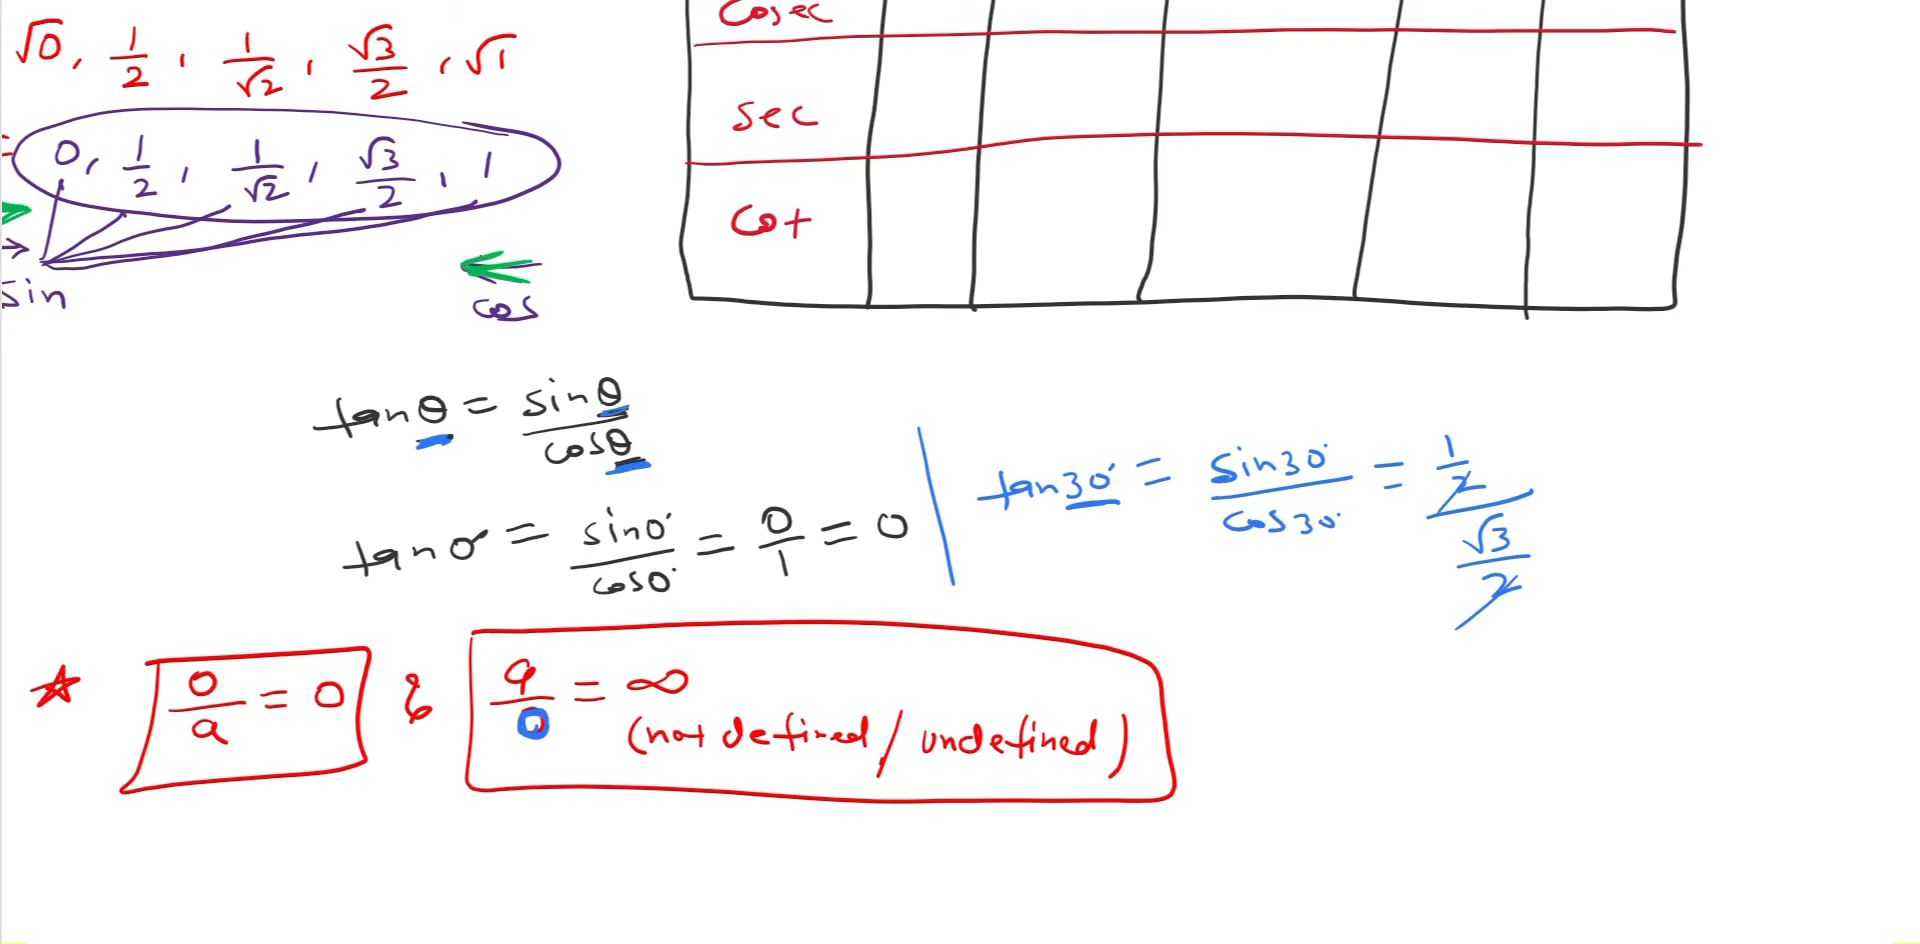 √0, 1/2, 1/√2, √3/2, √1
0, 1/2, 1/√2, √3/2, 1
sin
cos
cosec
sec
cot
tanθ = sinθ/cosθ
tan0° = sin0°/cos0° = 0/1 = 0
tan30° = sin30°/cos30° = (1/2)/(√3/2)
0/a = 0 & a/0 = ∞
(not defined / undefined)